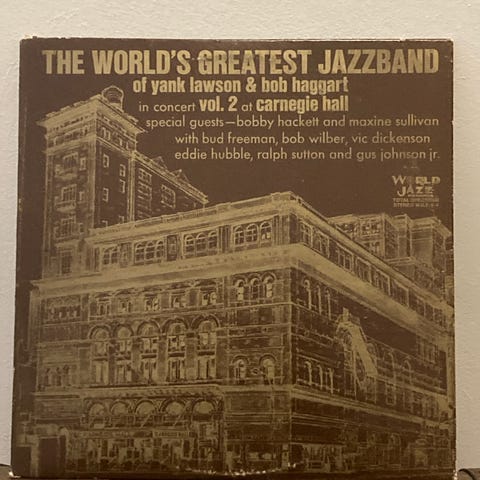 THE WORLD'S GREATEST JAZZBAND
of yank lawson & bob haggart
in concert vol. 2 at carnegie hall
special guests—bobby hackett and maxine sullivan
with bud freeman, bob wilber, vic dickenson
eddie hubble, ralph sutton and gus johnson jr.
WORLD
JAZZ